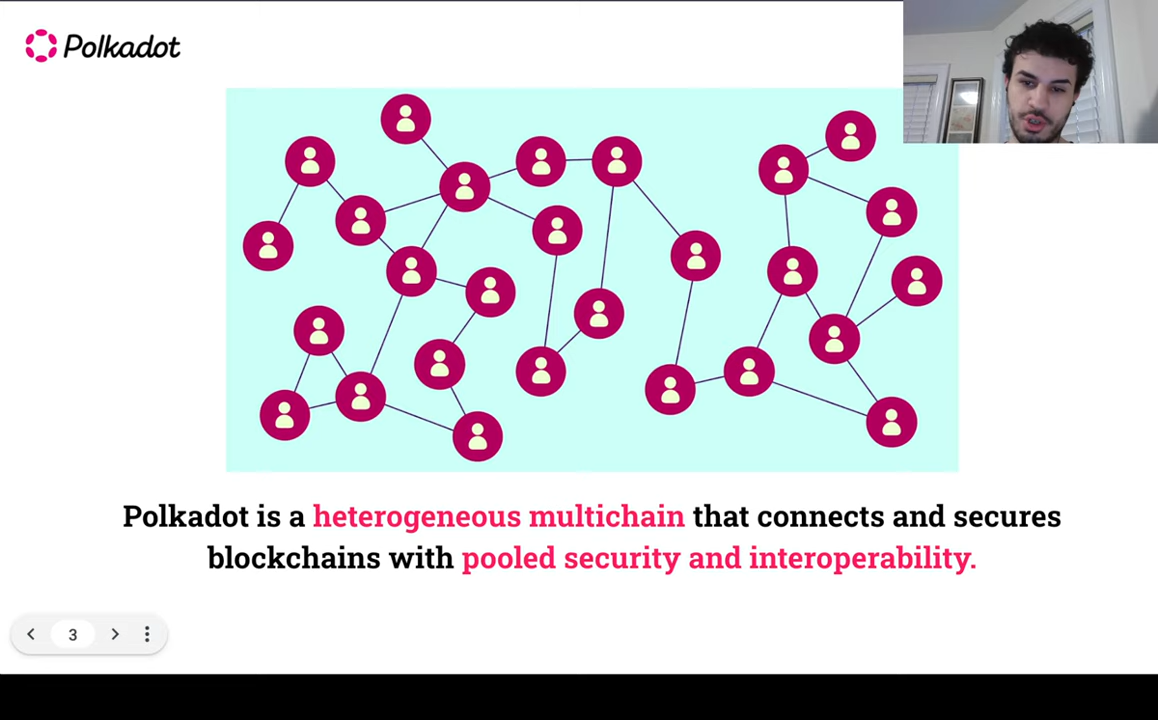 Polkadot
Polkadot is a heterogeneous multichain that connects and secures
blockchains with pooled security and interoperability.
3